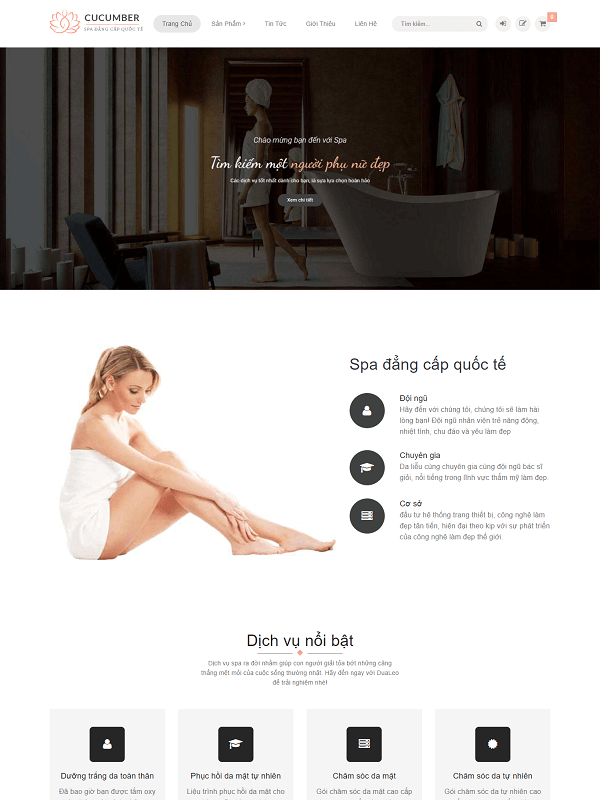 CUCUMBER
SPA ĐẲNG CẤP QUỐC TẾ
Trang Chủ
Sản Phẩm
Tin Tức
Giới Thiệu
Liên Hệ
Tìm kiếm...
0
Chào mừng bạn đến với Spa
Tìm kiếm một người phụ nữ đẹp
Các dịch vụ tốt nhất dành cho bạn, là sựa lựa chọn hoàn hảo
Xem chi tiết
Spa đẳng cấp quốc tế
Đội ngũ
Hãy đến với chúng tôi, chúng tôi sẽ làm hài
lòng bạn! Đội ngũ nhân viên trẻ năng động,
nhiệt tình, chu đáo và yêu làm đẹp
Chuyên gia
Da liễu cùng chuyên gia cùng đội ngũ bác sĩ
giỏi, nổi tiếng trong lĩnh vực thẩm mỹ làm đẹp.
Cơ sở
đầu tư hệ thống trang thiết bị, công nghệ làm
đẹp tân tiến, hiện đại theo kịp với sự phát triển
của công nghệ làm đẹp thế giới.
Dịch vụ nổi bật
Dịch vụ spa ra đời nhằm giúp con người giải tỏa bớt những căng
thẳng mệt mỏi của cuộc sống thường nhật. Hãy đến ngay với DuaLeo
để trải nghiệm nhé!
Dưỡng trắng da toàn thân
Đã bao giờ bạn được tắm oxy
Phục hồi da mặt tự nhiên
Liệu trình phục hồi da mặt cho
Chăm sóc da mặt
Gói chăm sóc da mặt cao cấp
Chăm sóc da tự nhiên
Gói chăm sóc da tự nhiên cao